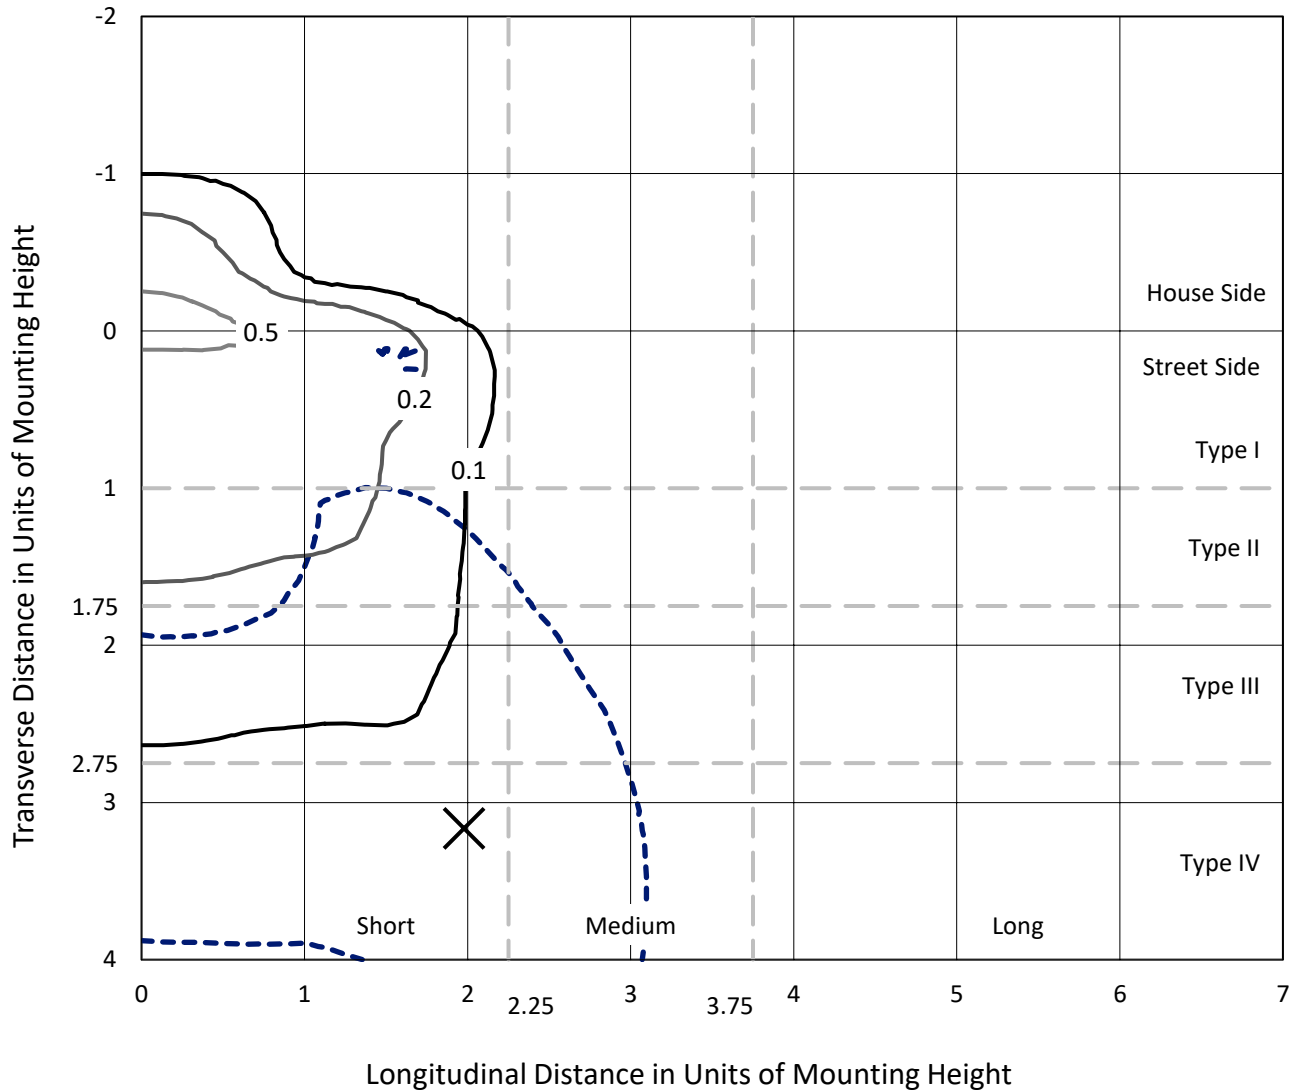 -2
-1
House Side
0
0.5
Street Side
0.2
Type I
0.1
1
Type II
1.75
2
Type III
2.75
3
Type IV
Short
Medium
Long
4
0
1
2
2.25
3
3.75
4
5
6
7
Longitudinal Distance in Units of Mounting Height
Transverse Distance in Units of Mounting Height